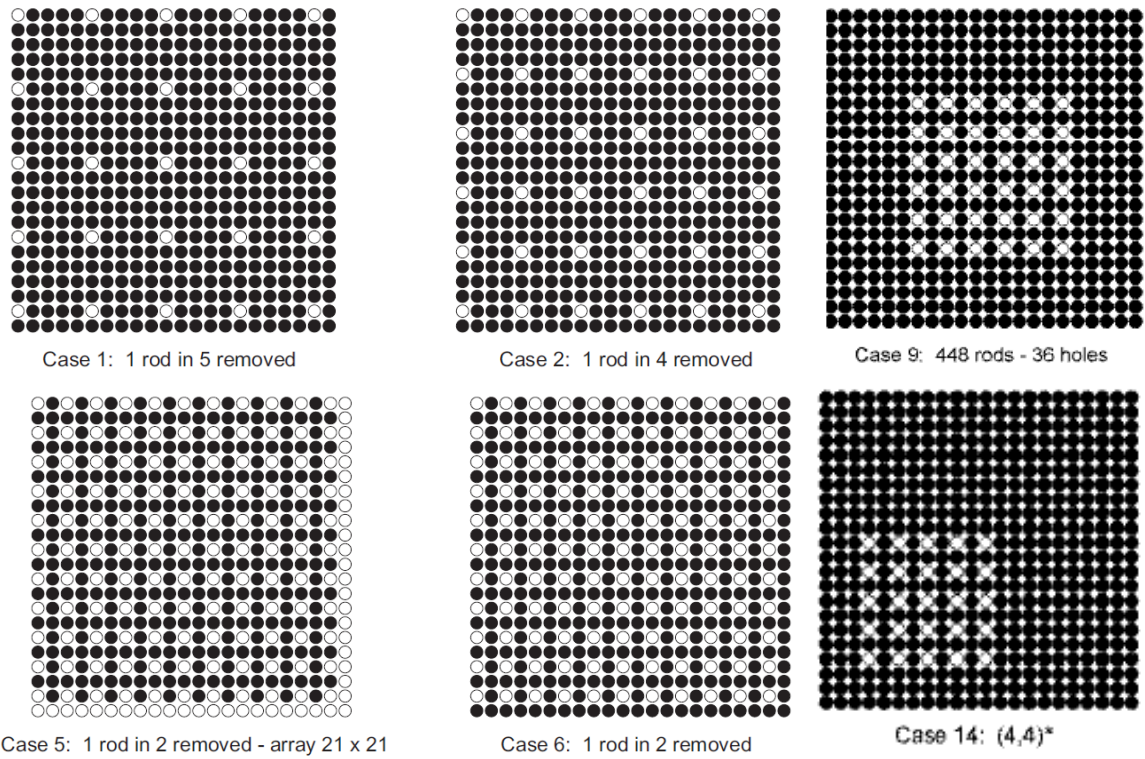 Case 1: 1 rod in 5 removed
Case 2: 1 rod in 4 removed
Case 9: 448 rods - 36 holes
Case 5: 1 rod in 2 removed - array 21 x 21
Case 6: 1 rod in 2 removed
Case 14: (4,4)*